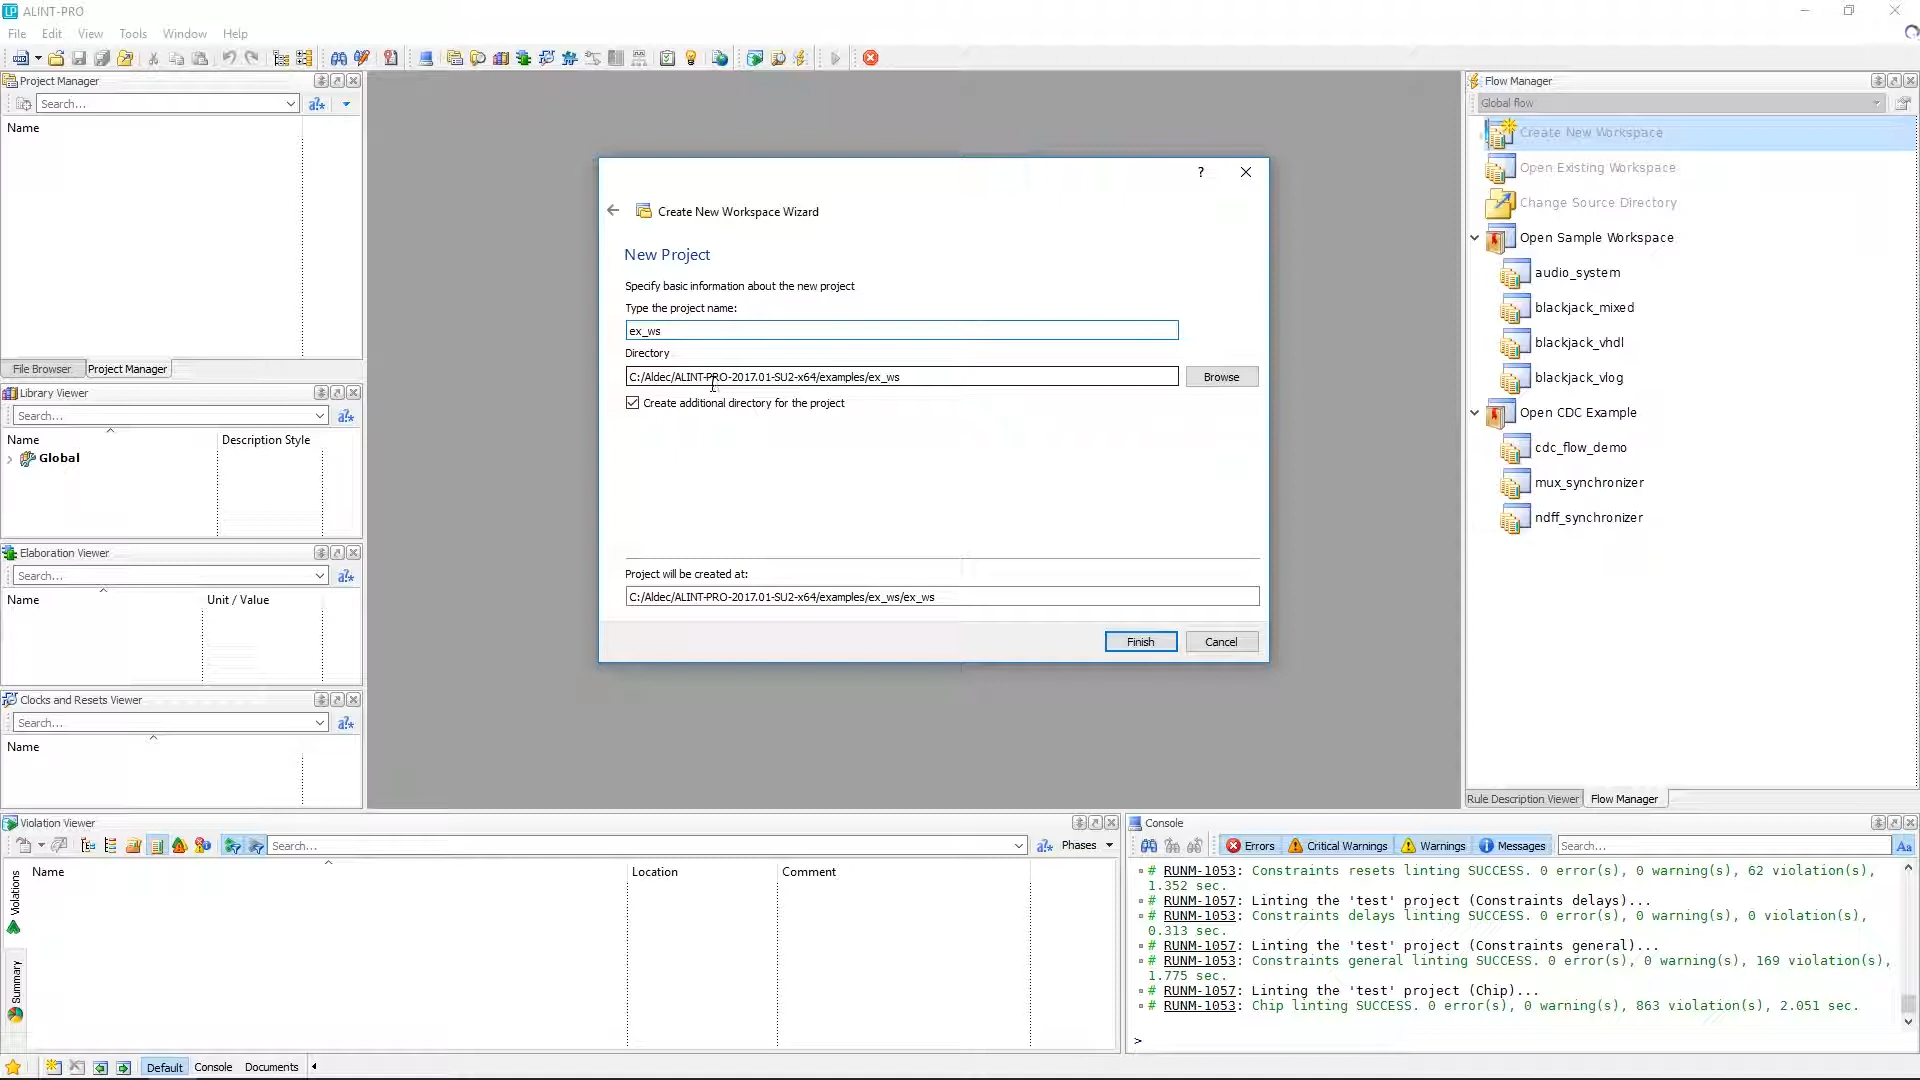 ALINT-PRO
File Edit View Tools Window Help
Project Manager
Search...
Name
File Browser Project Manager
Library Viewer
Search...
Name Description Style
Global
Elaboration Viewer
Search...
Name Unit / Value
Clocks and Resets Viewer
Search...
Name
?
Create New Workspace Wizard
New Project
Specify basic information about the new project
Type the project name:
ex_ws
Directory
C:/Aldec/ALINT-PRO-2017.01-SU2-x64/examples/ex_ws Browse
Create additional directory for the project
Project will be created at:
C:/Aldec/ALINT-PRO-2017.01-SU2-x64/examples/ex_ws/ex_ws
Finish Cancel
Flow Manager
Global flow
Create New Workspace
Open Existing Workspace
Change Source Directory
Open Sample Workspace
audio_system
blackjack_mixed
blackjack_vhdl
blackjack_vlog
Open CDC Example
cdc_flow_demo
mux_synchronizer
ndff_synchronizer
Rule Description Viewer Flow Manager
Violation Viewer
Search... Phases
Name Location Comment
Violations
Summary
Console
Errors Critical Warnings Warnings Messages Search... Aa
# RUNM-1053: Constraints resets linting SUCCESS. 0 error(s), 0 warning(s), 62 violation(s),
1.352 sec.
# RUNM-1057: Linting the 'test' project (Constraints delays)...
# RUNM-1053: Constraints delays linting SUCCESS. 0 error(s), 0 warning(s), 0 violation(s),
0.313 sec.
# RUNM-1057: Linting the 'test' project (Constraints general)...
# RUNM-1053: Constraints general linting SUCCESS. 0 error(s), 0 warning(s), 169 violation(s),
1.775 sec.
# RUNM-1057: Linting the 'test' project (Chip)...
# RUNM-1053: Chip linting SUCCESS. 0 error(s), 0 warning(s), 863 violation(s), 2.051 sec.
>
Default Console Documents